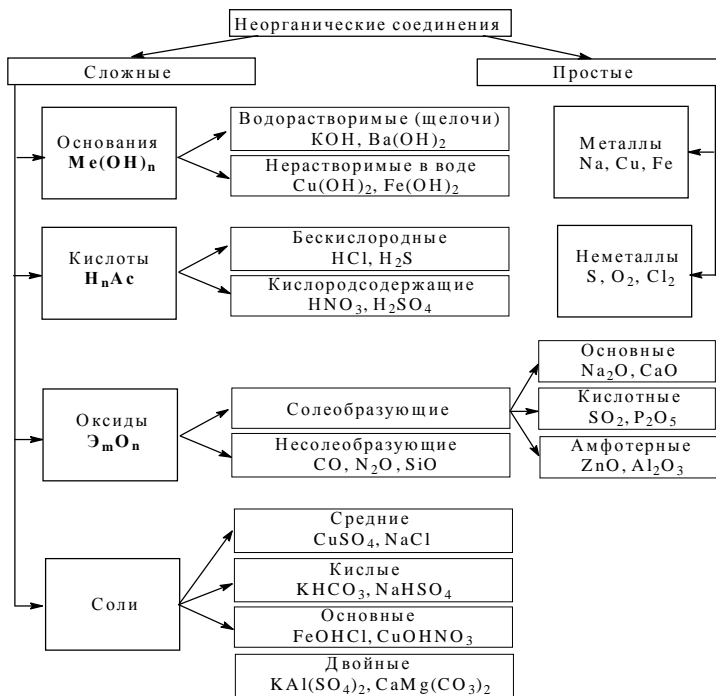 Неорганические соединения
Сложные
Простые
Основания
Me(OH)n
Водорастворимые (щелочи)
KOH, Ba(OH)2
Нерастворимые в воде
Cu(OH)2, Fe(OH)2
Металлы
Na, Cu, Fe
Кислоты
HnAc
Бескислородные
HCl, H2S
Кислородсодержащие
HNO3, H2SO4
Неметаллы
S, O2, Cl2
Оксиды
ЭmOn
Солеобразующие
Несолеобразующие
CO, N2O, SiO
Основные
Na2O, CaO
Кислотные
SO2, P2O5
Амфотерные
ZnO, Al2O3
Соли
Средние
CuSO4, NaCl
Кислые
KHCO3, NaHSO4
Основные
FeOHCl, CuOHNO3
Двойные
KAl(SO4)2, CaMg(CO3)2